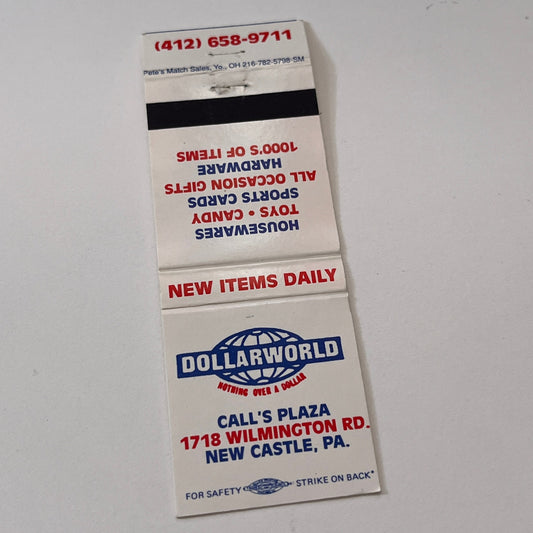 (412) 658-9711
Pete's Match Sales, Yo., OH 216-782-5798-SM
HOUSEWARES
TOYS • CANDY
SPORTS CARDS
ALL OCCASION GIFTS
HARDWARE
1000'S OF ITEMS
NEW ITEMS DAILY
DOLLARWORLD
NOTHING OVER A DOLLAR
CALL'S PLAZA
1718 WILMINGTON RD.
NEW CASTLE, PA.
FOR SAFETY STRIKE ON BACK